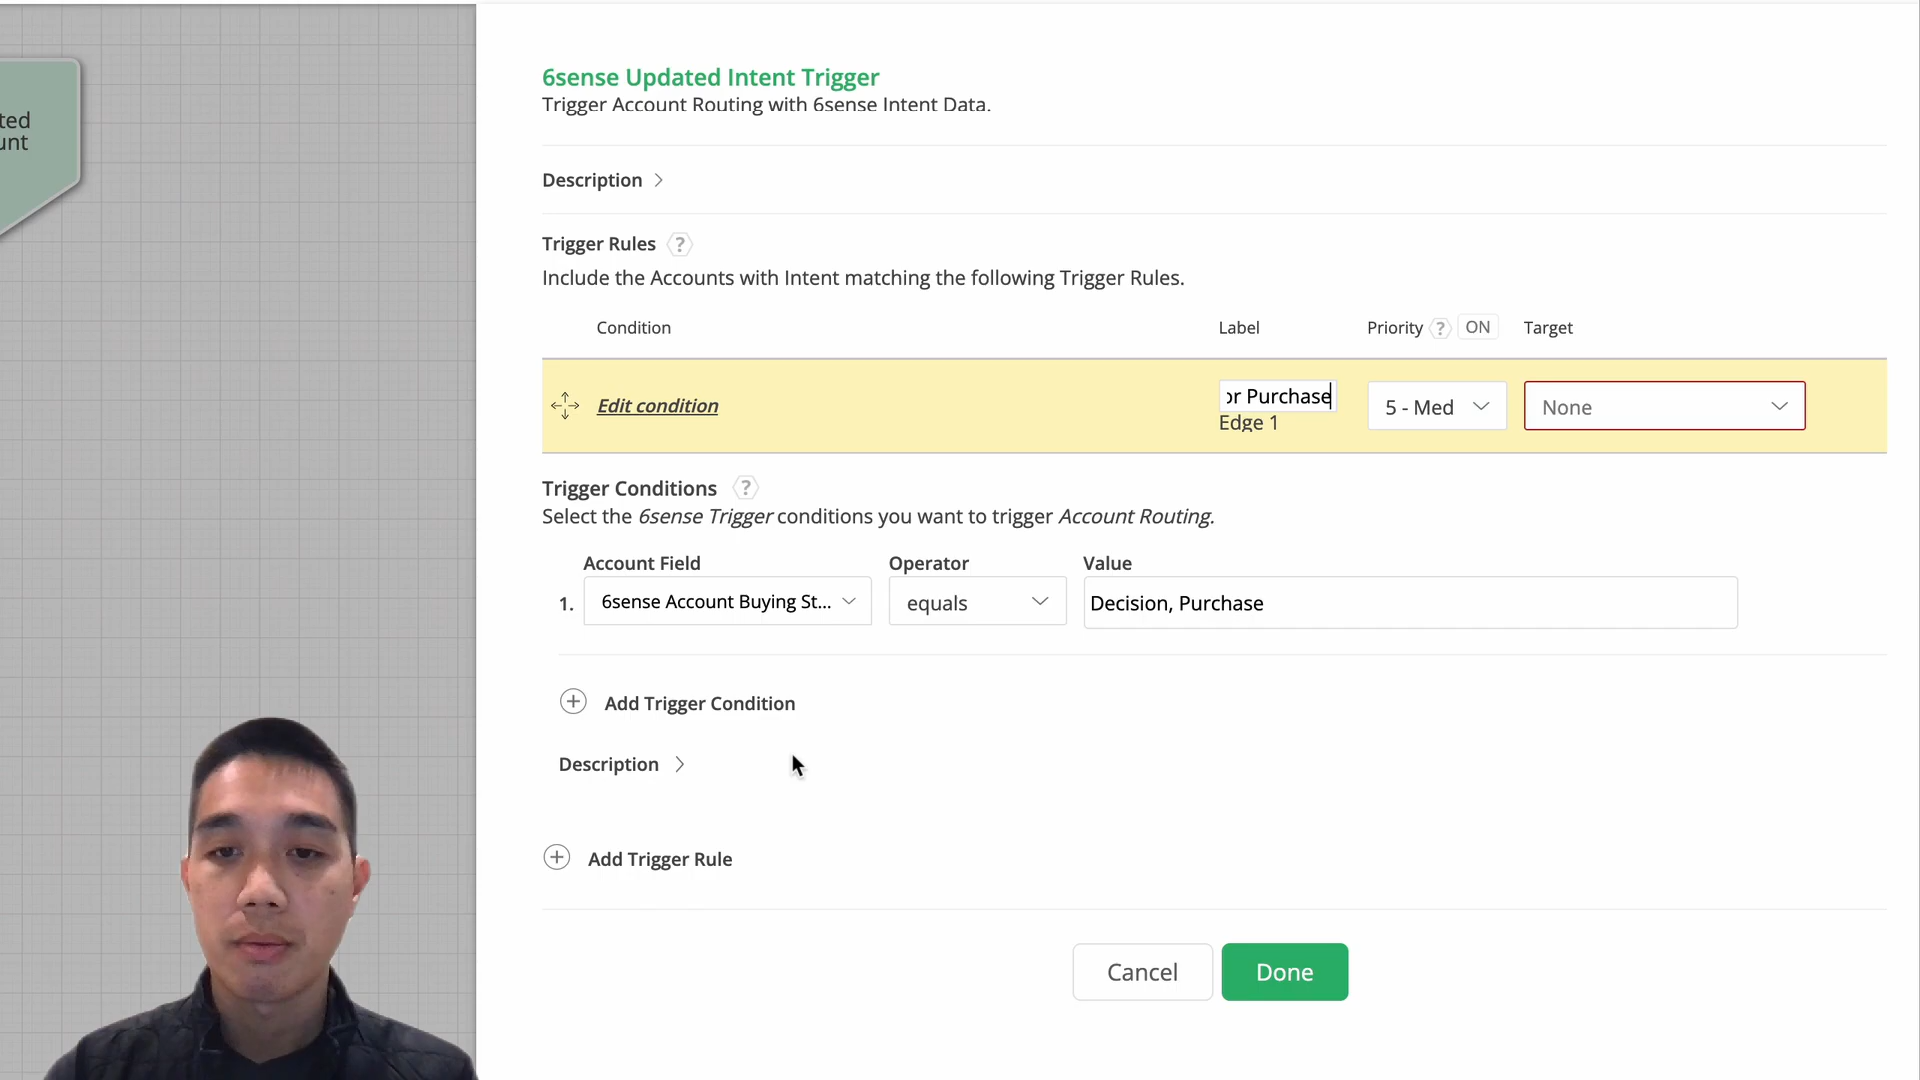 6sense Updated Intent Trigger
Trigger Account Routing with 6sense Intent Data.
ted
unt
Description
Trigger Rules ?
Include the Accounts with Intent matching the following Trigger Rules.
Condition Label Priority ? ON Target
Edit condition or Purchase 5 - Med None
Edge 1
Trigger Conditions ?
Select the 6sense Trigger conditions you want to trigger Account Routing.
Account Field Operator Value
1. 6sense Account Buying St... equals Decision, Purchase
Add Trigger Condition
Description
Add Trigger Rule
Cancel Done